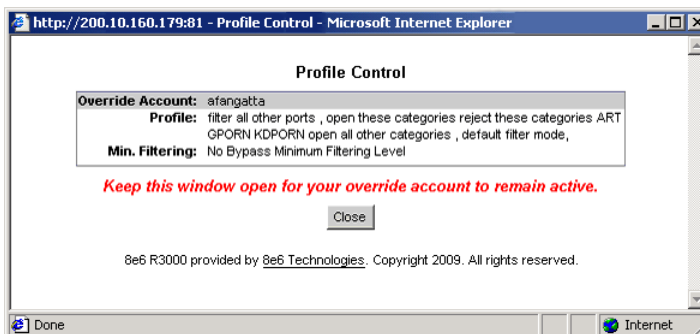 http://200.10.160.179:81 - Profile Control - Microsoft Internet Explorer
Profile Control
Override Account: afangatta
Profile: filter all other ports , open these categories reject these categories ART
GPORN KDPORN open all other categories , default filter mode,
Min. Filtering: No Bypass Minimum Filtering Level
Keep this window open for your override account to remain active.
Close
8e6 R3000 provided by 8e6 Technologies. Copyright 2009. All rights reserved.
Done
Internet